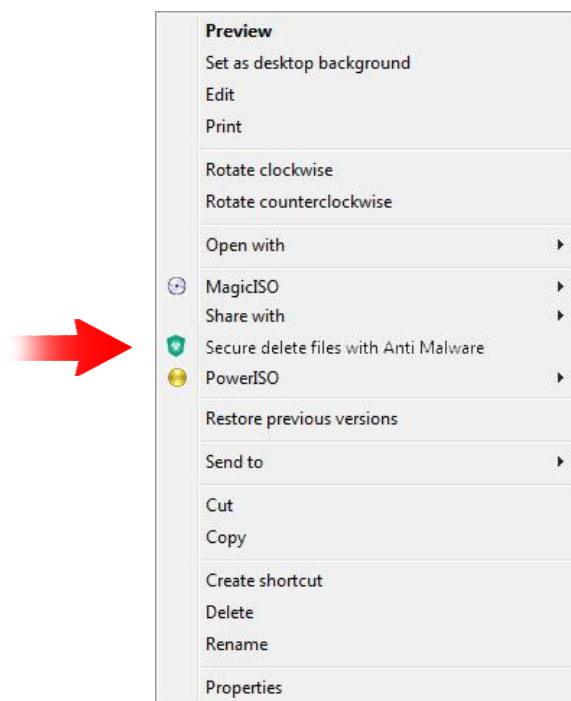 Preview
Set as desktop background
Edit
Print
Rotate clockwise
Rotate counterclockwise
Open with
MagicISO
Share with
Secure delete files with Anti Malware
PowerISO
Restore previous versions
Send to
Cut
Copy
Create shortcut
Delete
Rename
Properties